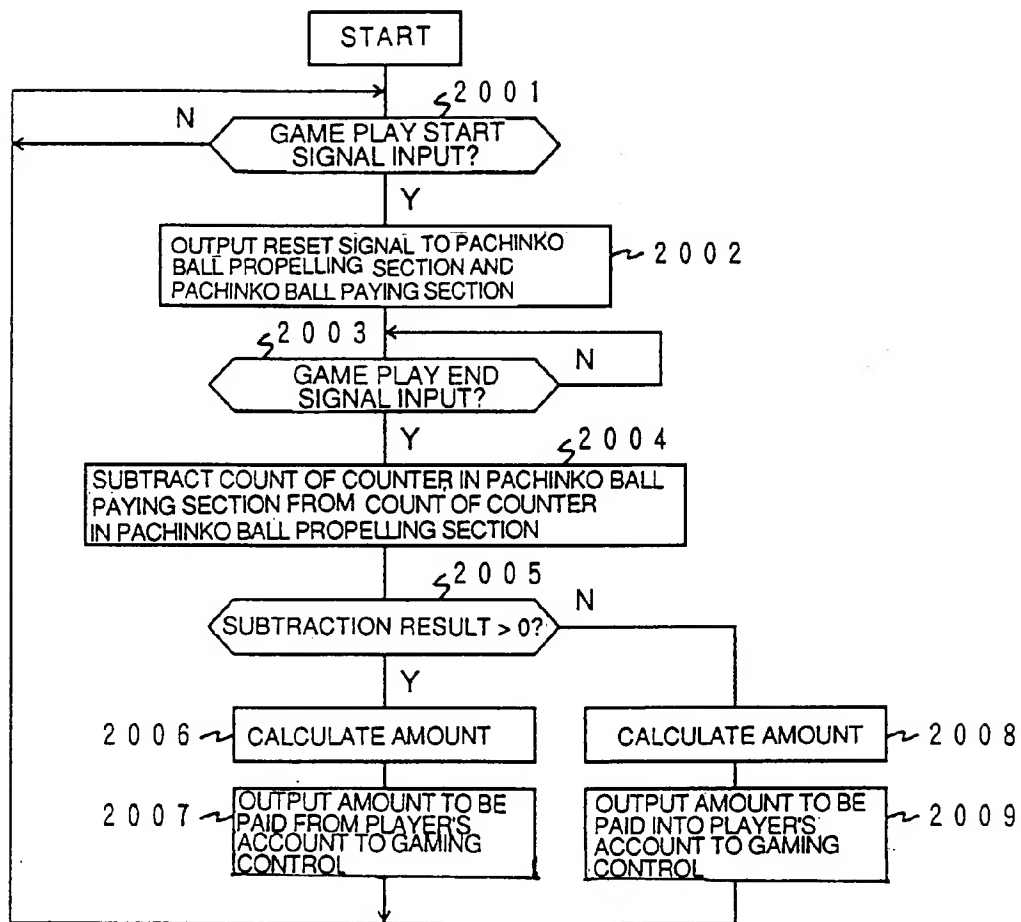 START
2001
N
GAME PLAY START
SIGNAL INPUT?
Y
OUTPUT RESET SIGNAL TO PACHINKO
BALL PROPELLING SECTION AND
PACHINKO BALL PAYING SECTION
2002
2003
N
GAME PLAY END
SIGNAL INPUT?
Y
2004
SUBTRACT COUNT OF COUNTER IN PACHINKO BALL
PAYING SECTION FROM COUNT OF COUNTER
IN PACHINKO BALL PROPELLING SECTION
2005
N
SUBTRACTION RESULT > 0?
Y
2006
CALCULATE AMOUNT
CALCULATE AMOUNT
2008
2007
OUTPUT AMOUNT TO BE
PAID FROM PLAYER'S
ACCOUNT TO GAMING
CONTROL
OUTPUT AMOUNT TO BE
PAID INTO PLAYER'S
ACCOUNT TO GAMING
CONTROL
2009